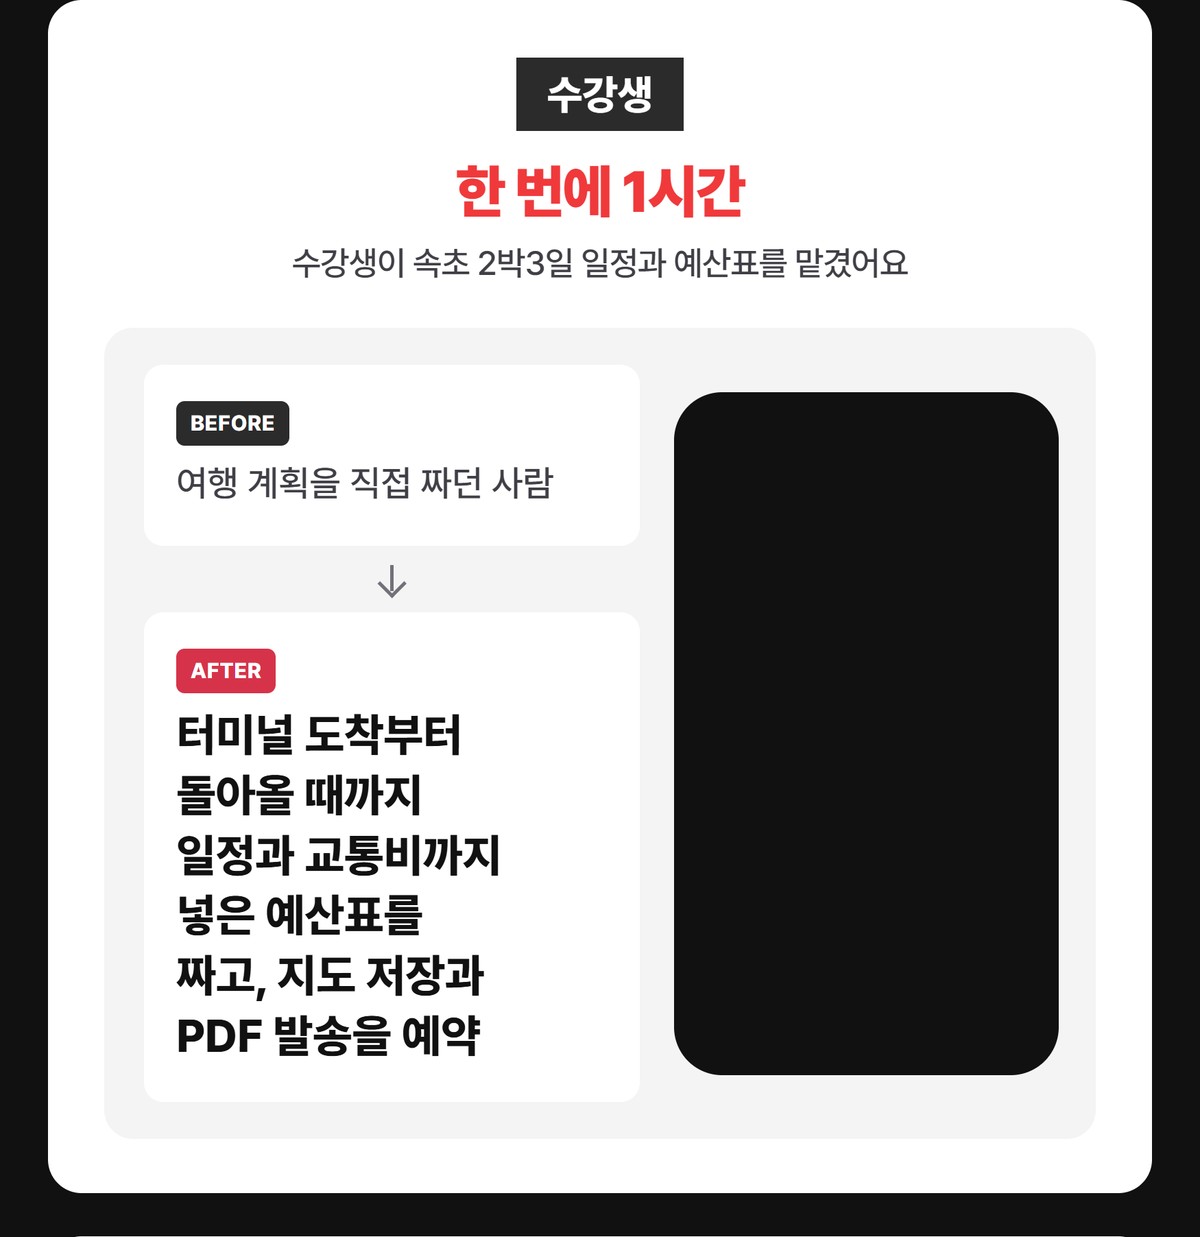 수강생
한 번에 1시간
수강생이 속초 2박3일 일정과 예산표를 맡겼어요
BEFORE
여행 계획을 직접 짜던 사람
AFTER
터미널 도착부터
돌아올 때까지
일정과 교통비까지
넣은 예산표를
짜고, 지도 저장과
PDF 발송을 예약